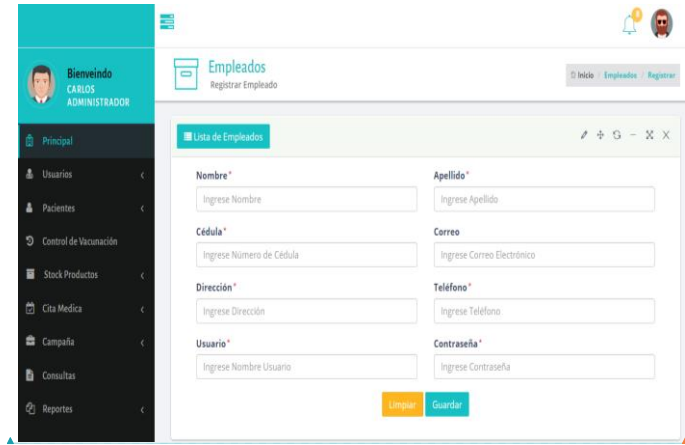 0
Bienveindo
CARLOS
ADMINISTRADOR
Empleados
Registrar Empleado
Inicio / Empleados / Registrar
Principal
Usuarios
Pacientes
Control de Vacunación
Stock Productos
Cita Medica
Campaña
Consultas
Reportes
Lista de Empleados
Nombre* Apellido*
Ingrese Nombre Ingrese Apellido
Cédula* Correo
Ingrese Número de Cédula Ingrese Correo Electrónico
Dirección* Teléfono*
Ingrese Dirección Ingrese Teléfono
Usuario* Contraseña*
Ingrese Nombre Usuario Ingrese Contraseña
Limpiar Guardar